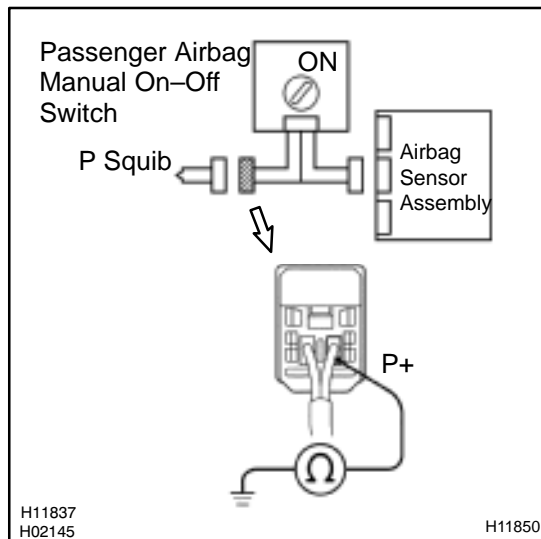 Passenger Airbag
Manual On–Off
Switch
ON
P Squib
Airbag
Sensor
Assembly
P+
Ω
H11837
H02145
H11850